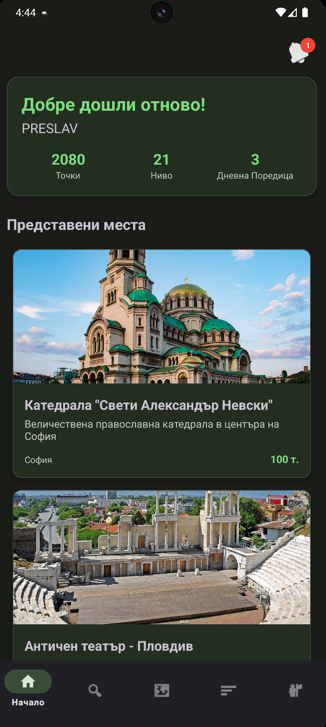 4:44
1
Добре дошли отново!
PRESLAV
2080
21
3
Точки
Ниво
Дневна Поредица
Представени места
Катедрала "Свети Александър Невски"
Величествена православна катедрала в центъра на
София
София
100 т.
Античен театър - Пловдив
Начало